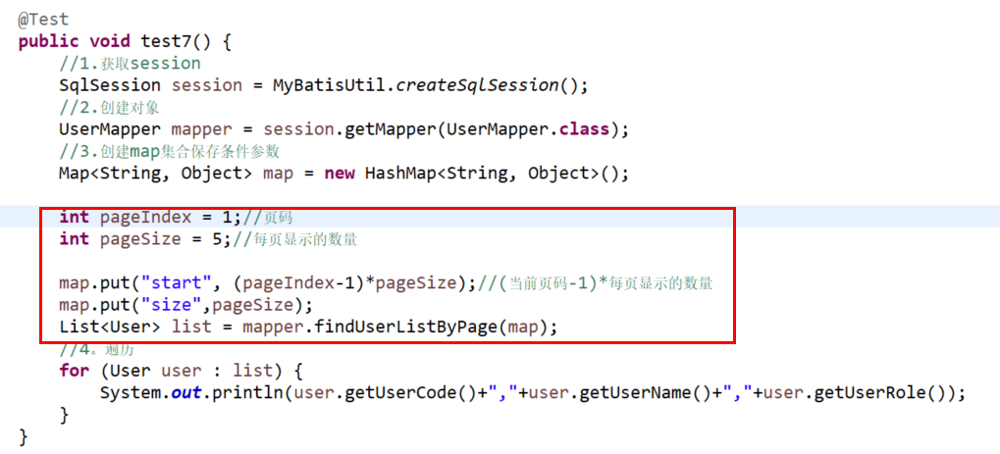 @Test
public void test7() {
//1.获取session
SqlSession session = MyBatisUtil.createSqlSession();
//2.创建对象
UserMapper mapper = session.getMapper(UserMapper.class);
//3.创建map集合保存条件参数
Map<String, Object> map = new HashMap<String, Object>();
int pageIndex = 1;//页码
int pageSize = 5;//每页显示的数量
map.put("start", (pageIndex-1)*pageSize);//(当前页码-1)*每页显示的数量
map.put("size",pageSize);
List<User> list = mapper.findUserListByPage(map);
//4。遍历
for (User user : list) {
System.out.println(user.getUserCode()+","+user.getUserName()+","+user.getUserRole());
}
}